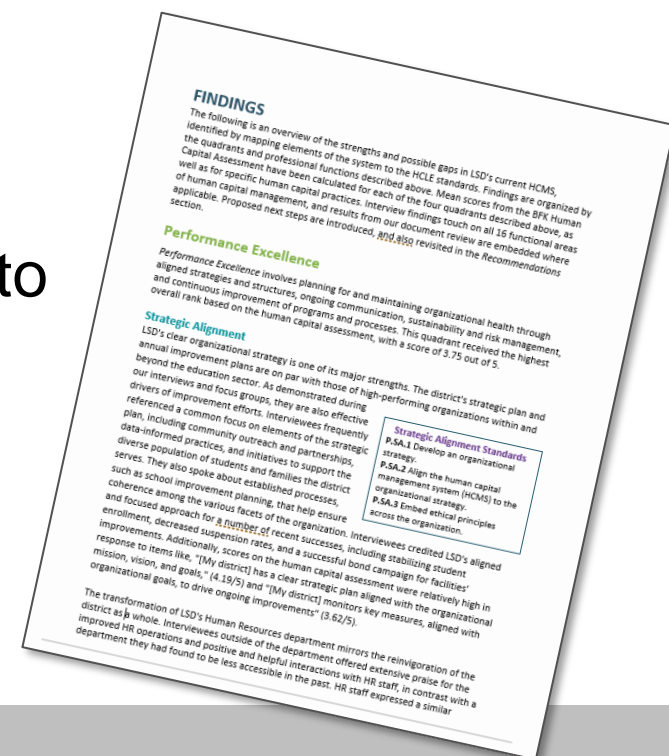 to
FINDINGS
The following is an overview of the strengths and possible gaps in LSD's current HCMS,
identified by mapping elements of the system to the HCLE standards. Findings are organized by
the quadrants and professional functions described above. Mean scores from the BFK Human
Capital Assessment have been calculated for each of the four quadrants described above, as
well as for specific human capital practices. Interview findings touch on all 16 functional areas
of human capital management, and results from our document review are embedded where
applicable. Proposed next steps are introduced, and also revisited in the Recommendations
section.
Performance Excellence
Performance Excellence involves planning for and maintaining organizational health through
aligned strategies and structures, ongoing communication, sustainability and risk management,
and continuous improvement of programs and processes. This quadrant received the highest
overall rank based on the human capital assessment, with a score of 3.75 out of 5.
Strategic Alignment
LSD's clear organizational strategy is one of its major strengths. The district's strategic plan and
annual improvement plans are on par with those of high-performing organizations within and
beyond the education sector. As demonstrated during
our interviews and focus groups, they are also effective
drivers of improvement efforts. Interviewees frequently
referenced a common focus on elements of the strategic
plan, including community outreach and partnerships,
data-informed practices, and initiatives to support the
diverse population of students and families the district
serves. They also spoke about established processes,
such as school improvement planning, that help ensure
coherence among the various facets of the organization. Interviewees credited LSD's aligned
and focused approach for a number of recent successes, including stabilizing student
enrollment, decreased suspension rates, and a successful bond campaign for facilities'
improvements. Additionally, scores on the human capital assessment were relatively high in
response to items like, "[My district] has a clear strategic plan aligned with the organizational
mission, vision, and goals," (4.19/5) and "[My district] monitors key measures, aligned with
organizational goals, to drive ongoing improvements" (3.62/5).
Strategic Alignment Standards
P.SA.1 Develop an organizational
strategy.
P.SA.2 Align the human capital
management system (HCMS) to the
organizational strategy.
P.SA.3 Embed ethical principles
across the organization.
The transformation of LSD's Human Resources department mirrors the reinvigoration of the
district as a whole. Interviewees outside of the department offered extensive praise for the
improved HR operations and positive and helpful interactions with HR staff, in contrast with a
department they had found to be less accessible in the past. HR staff expressed a similar